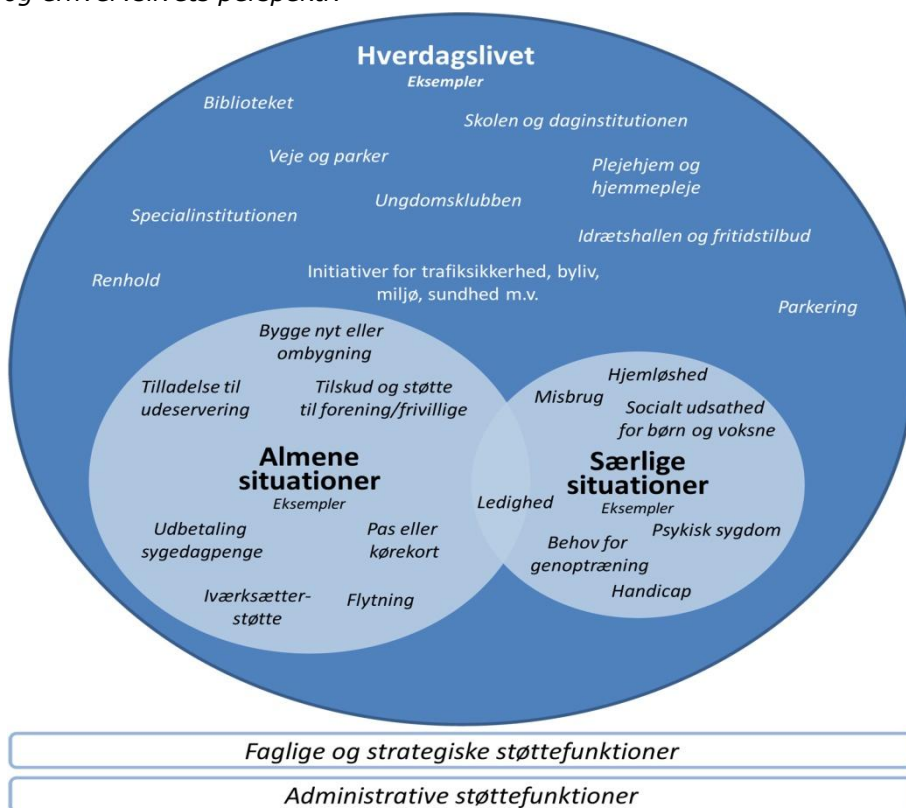 Hverdagslivet
Eksempler
Biblioteket
Skolen og daginstitutionen
Veje og parker
Plejehjem og
hjemmepleje
Ungdomsklubben
Specialinstitutionen
Idrætshallen og fritidstilbud
Renhold
Initiativer for trafiksikkerhed, byliv,
miljø, sundhed m.v.
Parkering
Bygge nyt eller
ombygning
Tilladelse til
udeservering
Tilskud og støtte
til forening/frivillige
Almene
situationer
Eksempler
Udbetaling
sygedagpenge
Pas eller
kørekort
Iværksætter-
støtte
Flytning
Ledighed
Hjemløshed
Misbrug
Socialt udsathed
for børn og voksne
Særlige
situationer
Eksempler
Psykisk sygdom
Behov for
genoptræning
Handicap
Faglige og strategiske støttefunktioner
Administrative støttefunktioner